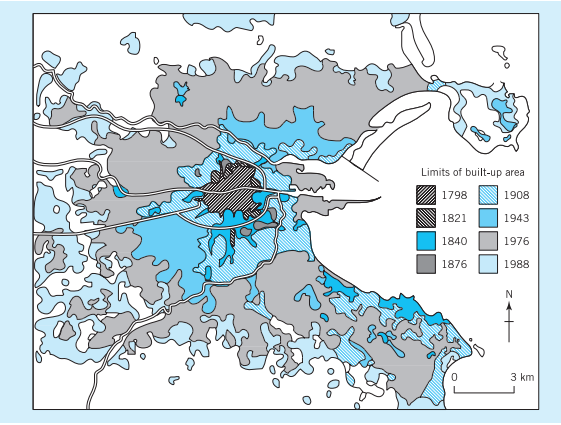 Limits of built-up area
1798 1908
1821 1943
1840 1976
1876 1988
N
0 3 km